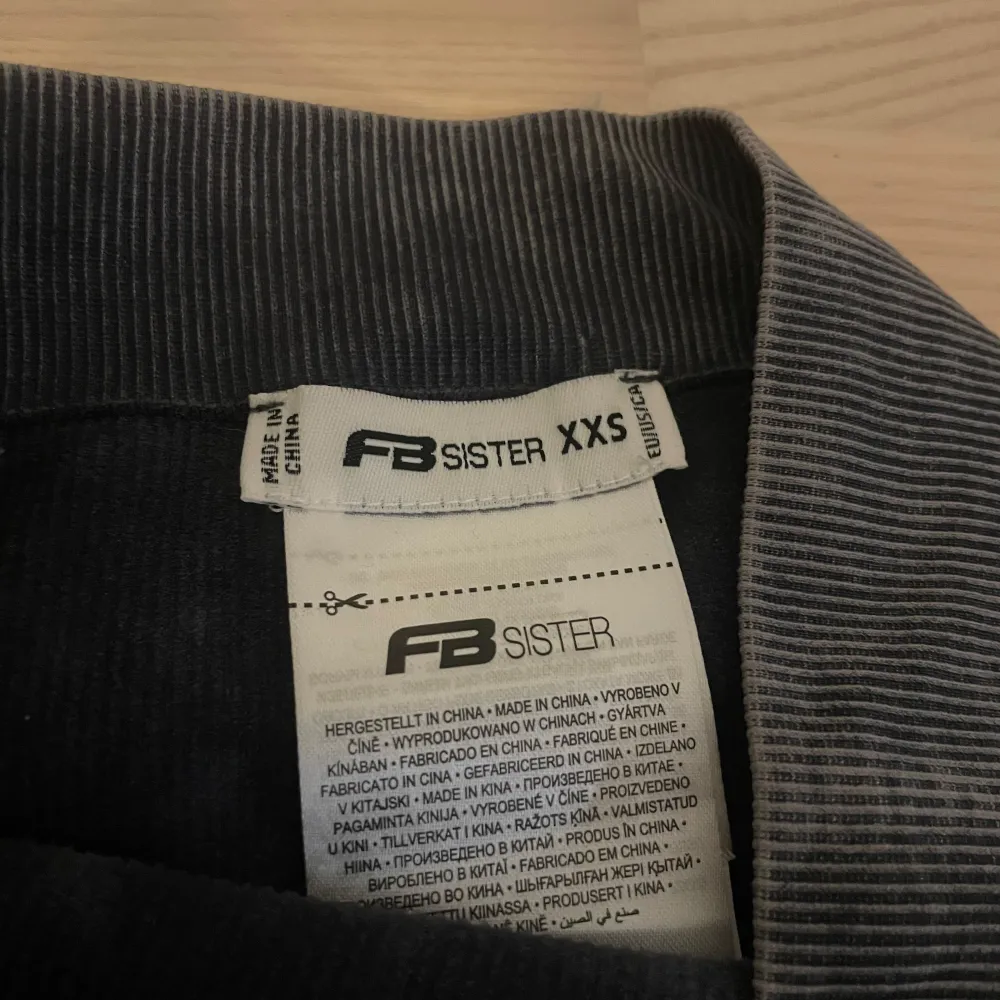 MADE IN
CHINA
FB SISTER XXS
EU/US/CA
FB SISTER
HERGESTELLT IN CHINA • MADE IN CHINA • VYROBENO V
ČÍNĚ • WYPRODUKOWANO W CHINACH • GYÁRTVA
KÍNÁBAN • FABRICADO EN CHINA • FABRIQUÉ EN CHINE •
FABRICATO IN CINA • GEFABRICEERD IN CHINA • IZDELANO
V KITAJSKI • MADE IN KINA • ПРОИЗВЕДЕНО В КИТАЕ •
PAGAMINTA KINIJA • VYROBENÉ V ČÍNE • PROIZVEDENO
U KINI • TILLVERKAT I KINA • RAŽOTS ĶĪNĀ • VALMISTATUD
HIINA • ПРОИЗВЕДЕНО В КИТАЙ • PRODUS ÎN CHINA •
ВИРОБЛЕНО В КИТАЇ • FABRICADO EM CHINA •
ВО КИНА • ШЫҒАРЫЛҒАН ЖЕРІ ҚЫТАЙ •
KIINASSA • PRODUSERT I KINA •
KINĚ • صنع في الصين